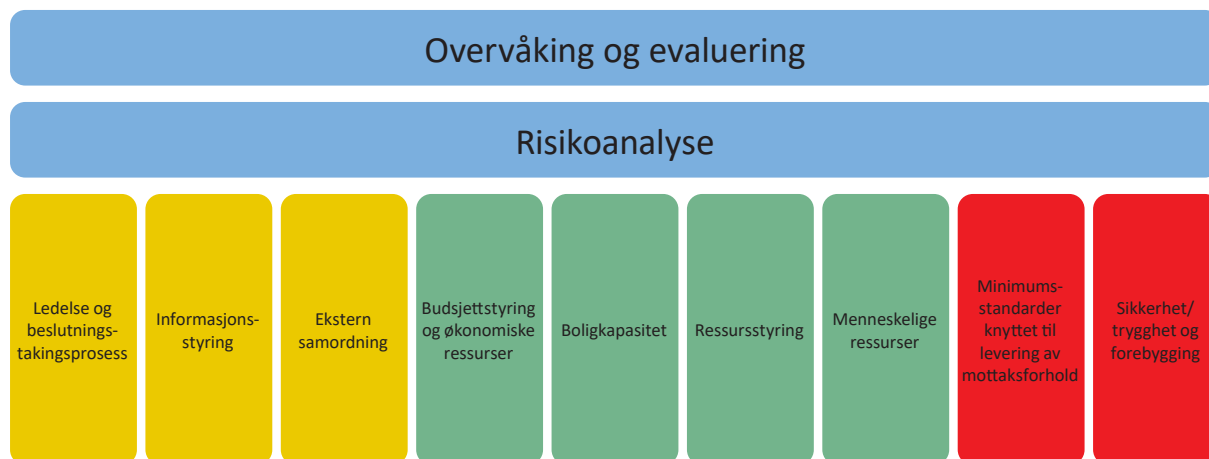 Overvåking og evaluering
Risikoanalyse
Ledelse og
beslutnings-
takingsprosess
Informasjons-
styring
Ekstern
samordning
Budsjettstyring
og økonomiske
ressurser
Boligkapasitet
Ressursstyring
Menneskelige
ressurser
Minimums-
standarder
knyttet til
levering av
mottaksforhold
Sikkerhet/
trygghet og
forebygging